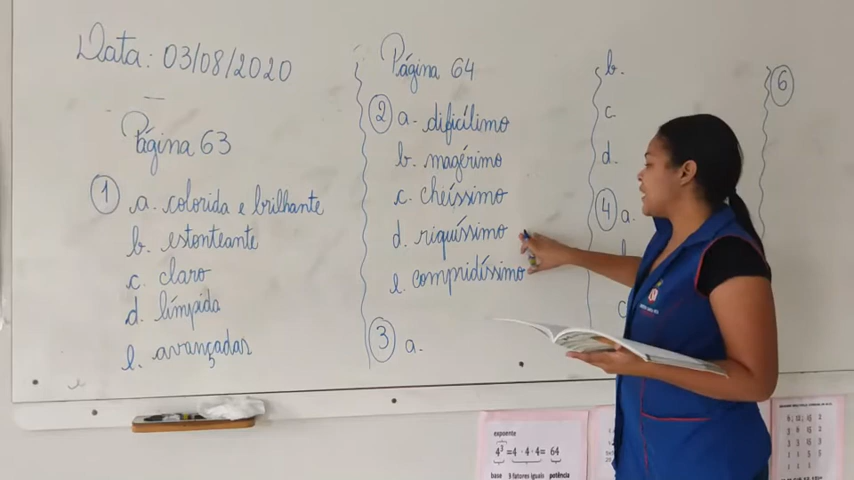 Data: 03/08/2020
Página 63
1 a. colorida e brilhante
b. estonteante
c. claro
d. límpida
e. avançadas
Página 64
2 a. dificílimo
b. magérrimo
c. cheíssimo
d. riquíssimo
e compridíssimo
3 a.
b.
c.
d.
4 a.
6
expoente
4³=4·4·4= 64
base 3 fatores iguais potência